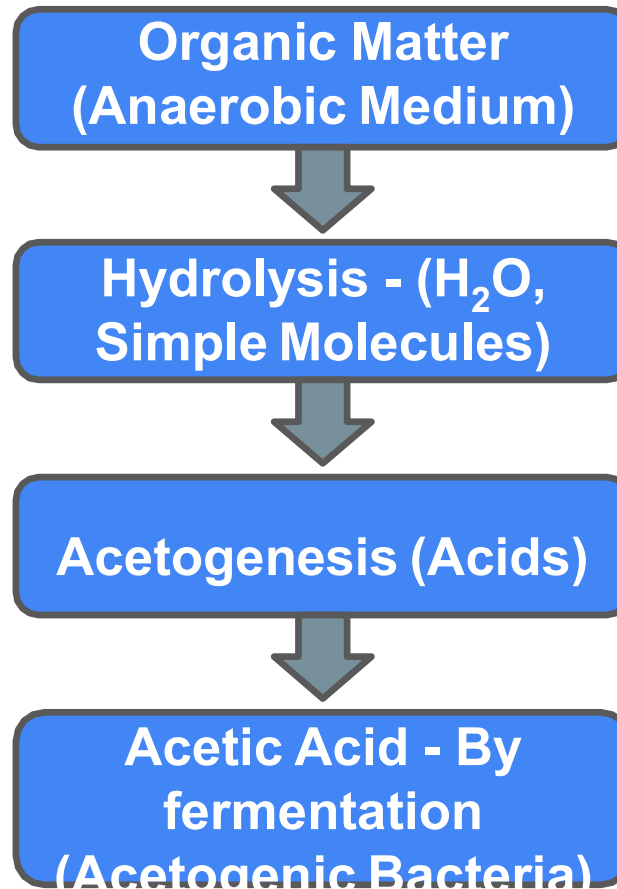 Organic Matter
(Anaerobic Medium)
Hydrolysis - (H₂O,
Simple Molecules)
Acetogenesis (Acids)
Acetic Acid - By
fermentation
(Acetogenic Bacteria)